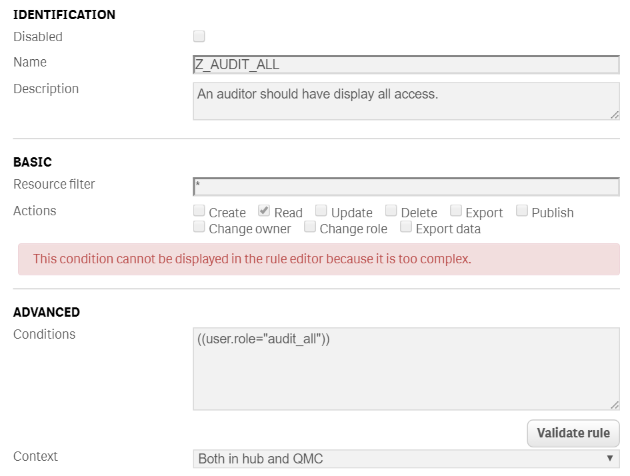 IDENTIFICATION
Disabled
Name Z_AUDIT_ALL
Description An auditor should have display all access.
BASIC
Resource filter *
Actions Create Read Update Delete Export Publish
Change owner Change role Export data
This condition cannot be displayed in the rule editor because it is too complex.
ADVANCED
Conditions ((user.role="audit_all"))
Validate rule
Context Both in hub and QMC